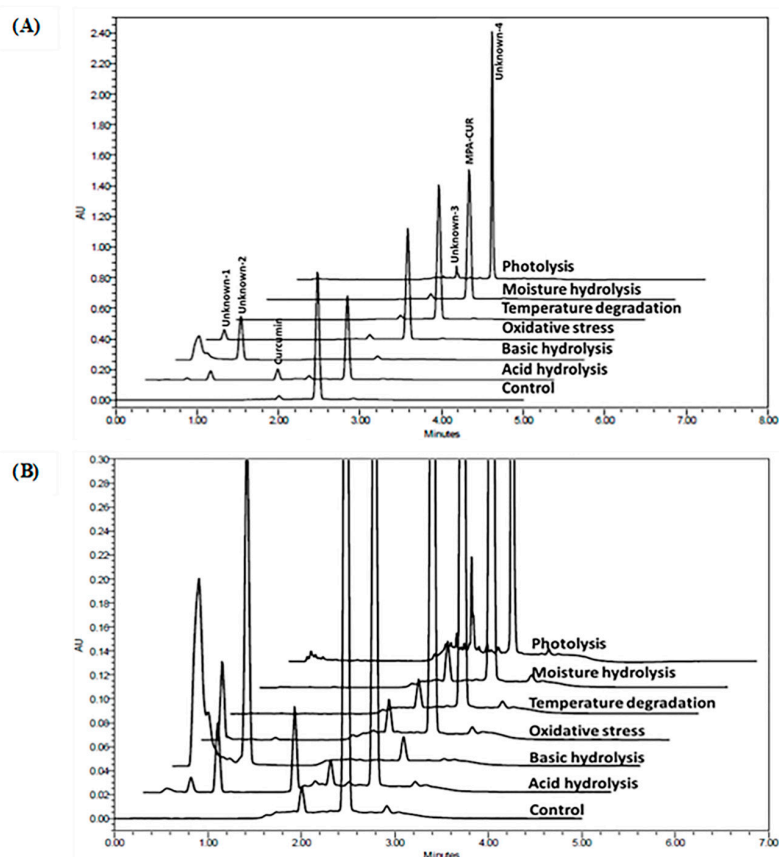 (A)
2.40
2.20
2.00
1.80
1.60
1.40
1.20
1.00
0.80
0.60
0.40
0.20
0.00
AU
Unknown-1
Unknown-2
Curcumin
Unknown-3
MPA-CUR
Unknown-4
Photolysis
Moisture hydrolysis
Temperature degradation
Oxidative stress
Basic hydrolysis
Acid hydrolysis
Control
0.00 1.00 2.00 3.00 4.00 5.00 6.00 7.00 8.00
Minutes
(B)
0.30
0.28
0.26
0.24
0.22
0.20
0.18
0.16
0.14
0.12
0.10
0.08
0.06
0.04
0.02
0.00
AU
Photolysis
Moisture hydrolysis
Temperature degradation
Oxidative stress
Basic hydrolysis
Acid hydrolysis
Control
0.00 1.00 2.00 3.00 4.00 5.00 6.00 7.00
Minutes